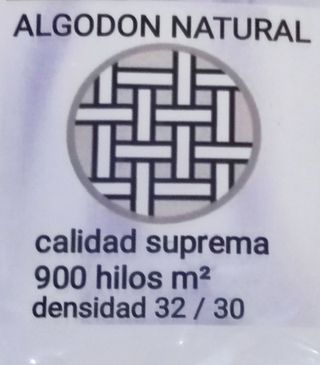 ALGODON NATURAL
calidad suprema
900 hilos m²
densidad 32 / 30